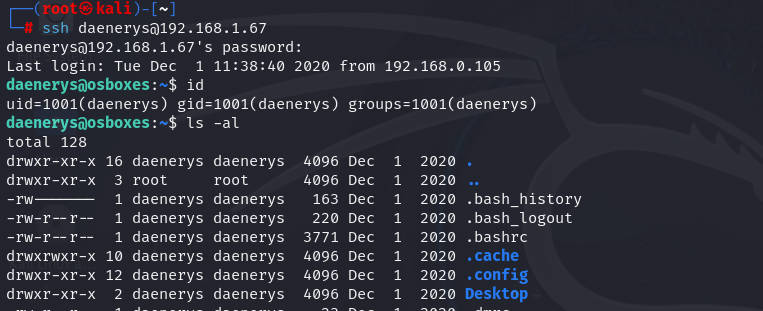 ┌──(root㉿kali)-[~]
└─# ssh daenerys@192.168.1.67
daenerys@192.168.1.67's password:
Last login: Tue Dec  1 11:38:40 2020 from 192.168.0.105
daenerys@osboxes:~$ id
uid=1001(daenerys) gid=1001(daenerys) groups=1001(daenerys)
daenerys@osboxes:~$ ls -al
total 128
drwxr-xr-x 16 daenerys daenerys  4096 Dec  1  2020 .
drwxr-xr-x  3 root     root      4096 Dec  1  2020 ..
-rw-------  1 daenerys daenerys   163 Dec  1  2020 .bash_history
-rw-r--r--  1 daenerys daenerys   220 Dec  1  2020 .bash_logout
-rw-r--r--  1 daenerys daenerys  3771 Dec  1  2020 .bashrc
drwxrwxr-x 10 daenerys daenerys  4096 Dec  1  2020 .cache
drwxr-xr-x 12 daenerys daenerys  4096 Dec  1  2020 .config
drwxr-xr-x  2 daenerys daenerys  4096 Dec  1  2020 Desktop